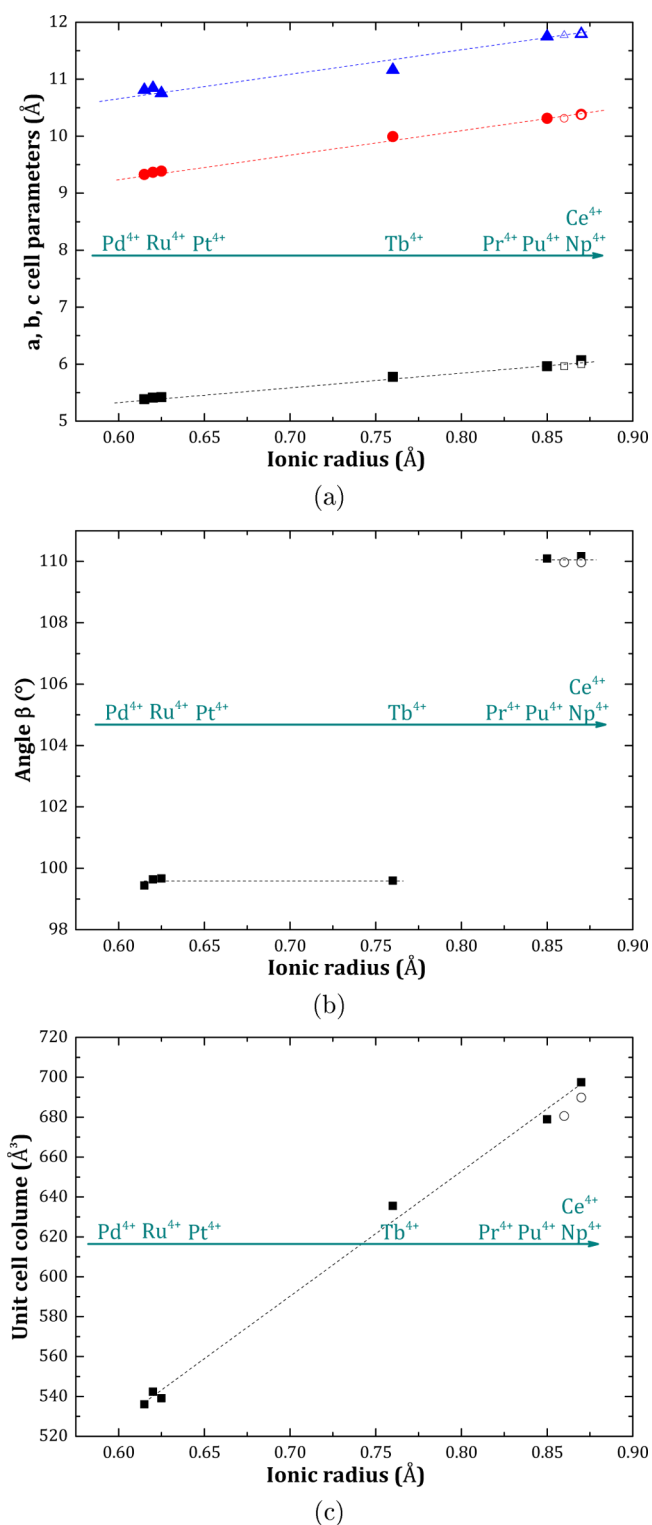 12
11
10
9
8
7
6
5
a, b, c cell parameters (Å)
Ce⁴⁺
Pd⁴⁺ Ru⁴⁺ Pt⁴⁺ Tb⁴⁺ Pr⁴⁺ Pu⁴⁺ Np⁴⁺
0.60 0.65 0.70 0.75 0.80 0.85 0.90
Ionic radius (Å)
(a)
110
108
106
104
102
100
98
Angle β (°)
Ce⁴⁺
Pd⁴⁺ Ru⁴⁺ Pt⁴⁺ Tb⁴⁺ Pr⁴⁺ Pu⁴⁺ Np⁴⁺
0.60 0.65 0.70 0.75 0.80 0.85 0.90
Ionic radius (Å)
(b)
720
700
680
660
640
620
600
580
560
540
520
Unit cell colume (Å³)
Ce⁴⁺
Pd⁴⁺ Ru⁴⁺ Pt⁴⁺ Tb⁴⁺ Pr⁴⁺ Pu⁴⁺ Np⁴⁺
0.60 0.65 0.70 0.75 0.80 0.85 0.90
Ionic radius (Å)
(c)